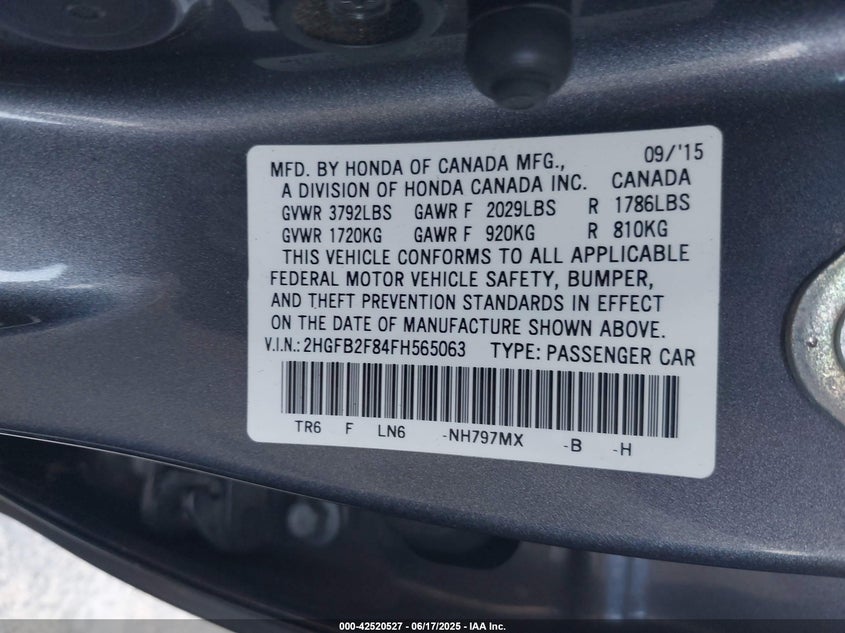 MFD. BY HONDA OF CANADA MFG., 09/'15
A DIVISION OF HONDA CANADA INC. CANADA
GVWR 3792LBS GAWR F 2029LBS R 1786LBS
GVWR 1720KG GAWR F 920KG R 810KG
THIS VEHICLE CONFORMS TO ALL APPLICABLE
FEDERAL MOTOR VEHICLE SAFETY, BUMPER,
AND THEFT PREVENTION STANDARDS IN EFFECT
ON THE DATE OF MANUFACTURE SHOWN ABOVE.
V.I.N.: 2HGFB2F84FH565063 TYPE: PASSENGER CAR
TR6 F LN6 -NH797MX -B -H
000-42520527 - 06/17/2025 - IAA Inc.